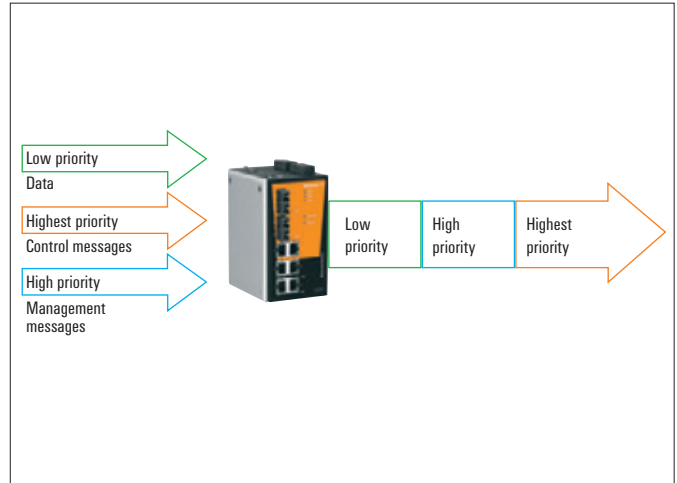 Low priority
Data
Highest priority
Control messages
High priority
Management
messages
Low
priority
High
priority
Highest
priority